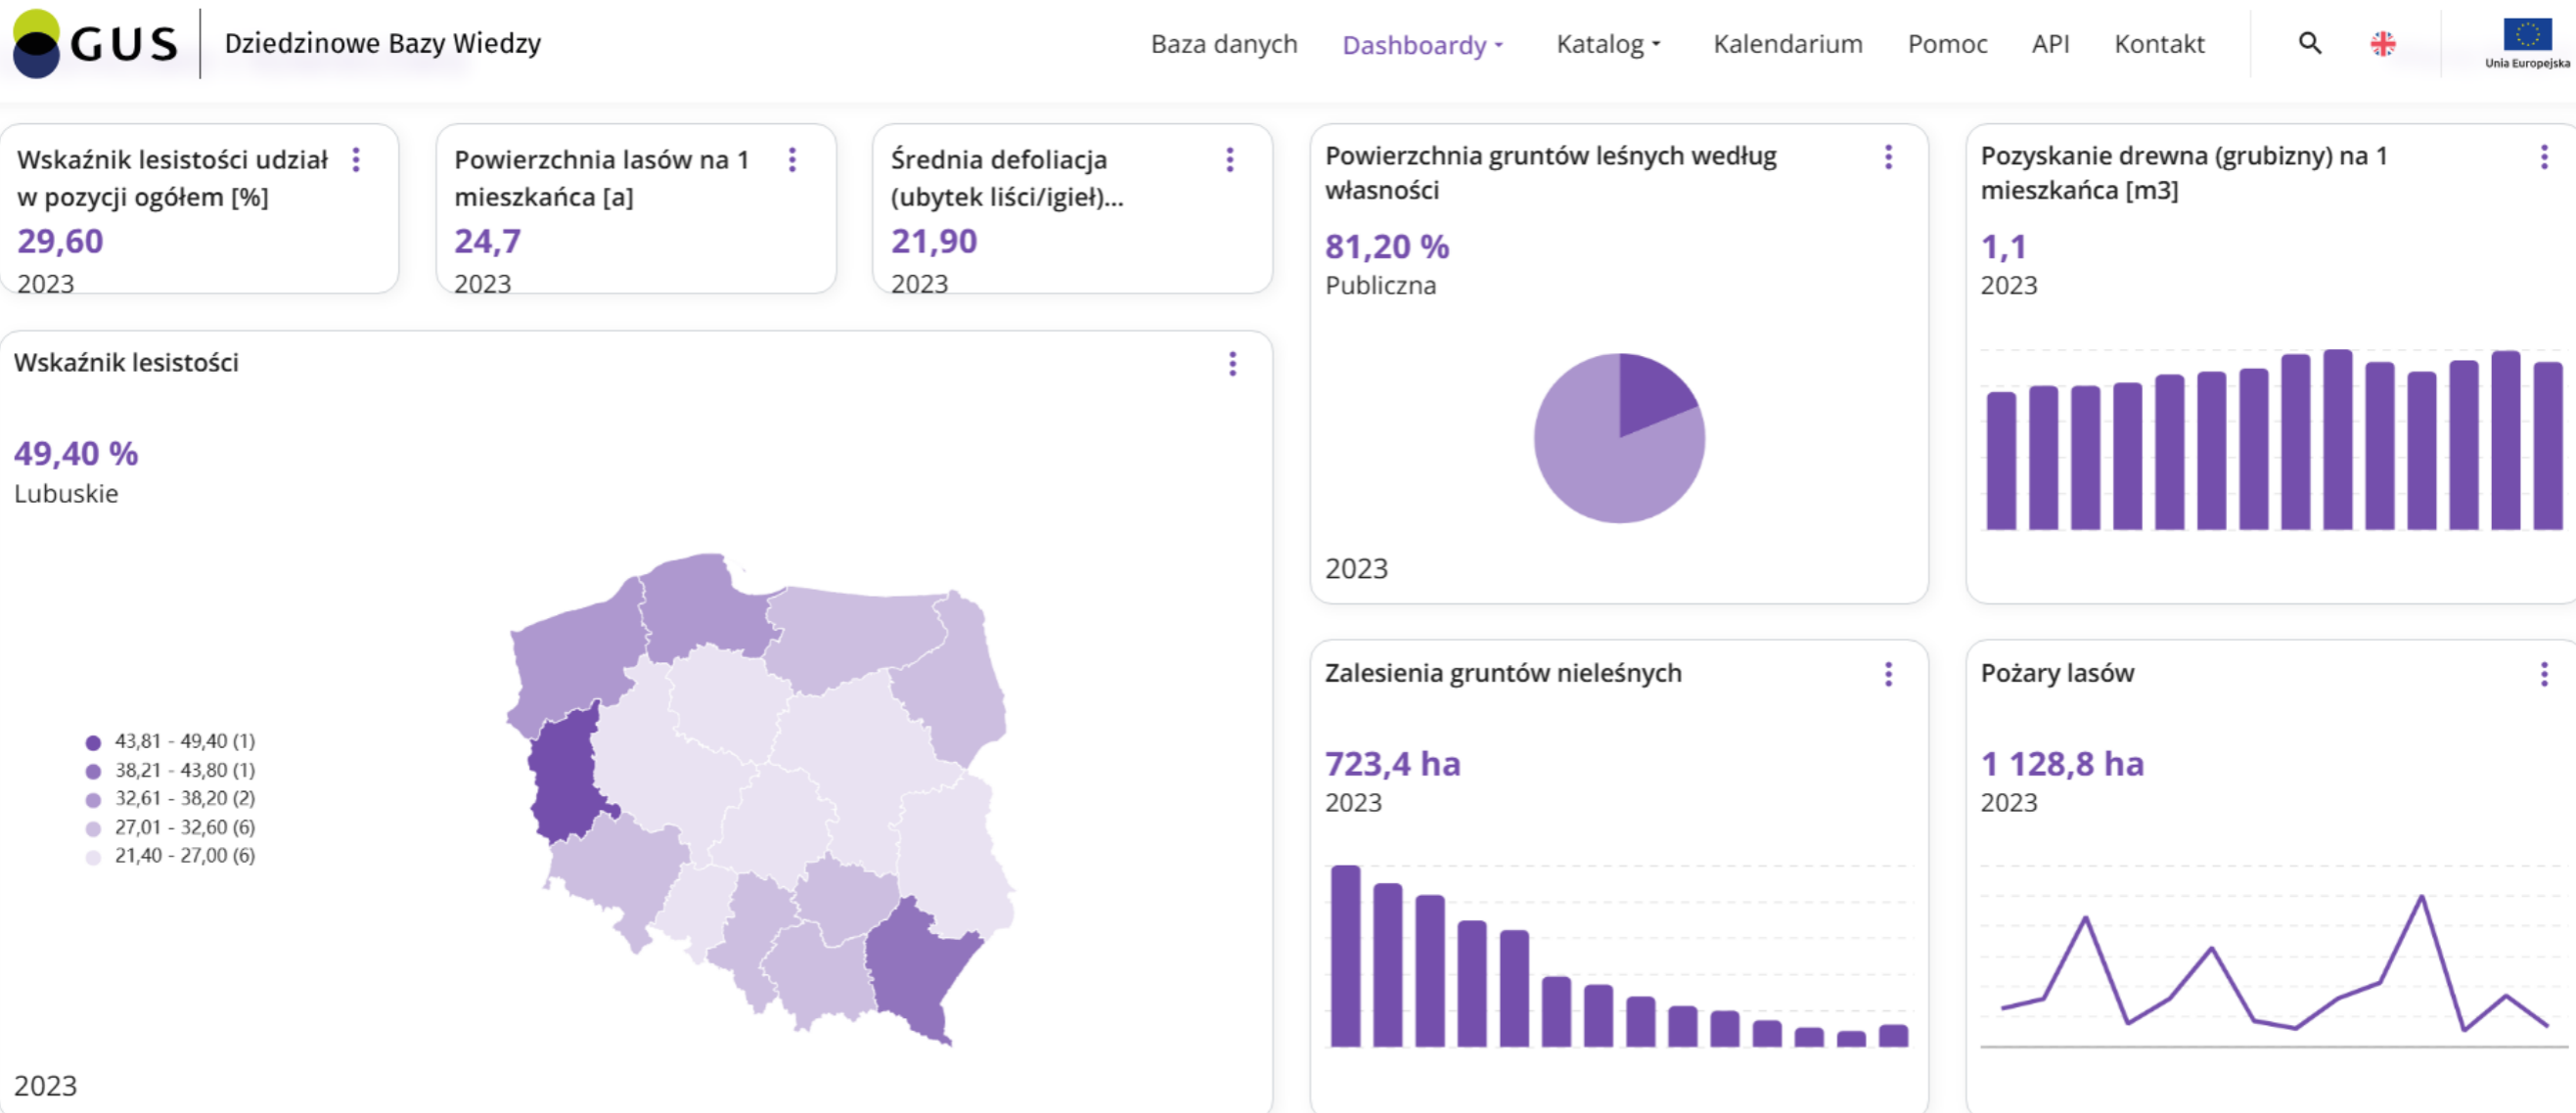 GUS
Dziedzinowe Bazy Wiedzy
Baza danych
Dashboardy
Katalog
Kalendarium
Pomoc
API
Kontakt
Unia Europejska
Wskaźnik lesistości udział
w pozycji ogółem [%]
29,60
2023
Powierzchnia lasów na 1
mieszkańca [a]
24,7
2023
Średnia defoliacja
(ubytek liści/igieł)...
21,90
2023
Powierzchnia gruntów leśnych według
własności
81,20 %
Publiczna
2023
Pozyskanie drewna (grubizny) na 1
mieszkańca [m3]
1,1
2023
Wskaźnik lesistości
49,40 %
Lubuskie
43,81 - 49,40 (1)
38,21 - 43,80 (1)
32,61 - 38,20 (2)
27,01 - 32,60 (6)
21,40 - 27,00 (6)
2023
Zalesienia gruntów nieleśnych
723,4 ha
2023
Pożary lasów
1 128,8 ha
2023